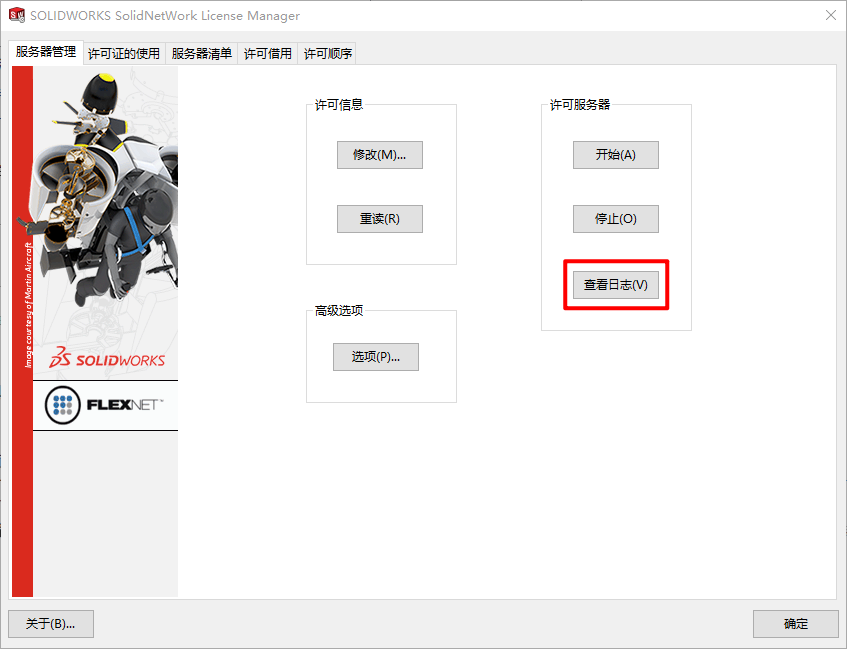 SOLIDWORKS SolidNetWork License Manager
服务器管理 许可证的使用 服务器清单 许可借用 许可顺序
Image courtesy of Martin Aircraft
SOLIDWORKS
FLEXNET™
许可信息
修改(M)...
重读(R)
高级选项
选项(P)...
许可服务器
开始(A)
停止(O)
查看日志(V)
关于(B)...
确定